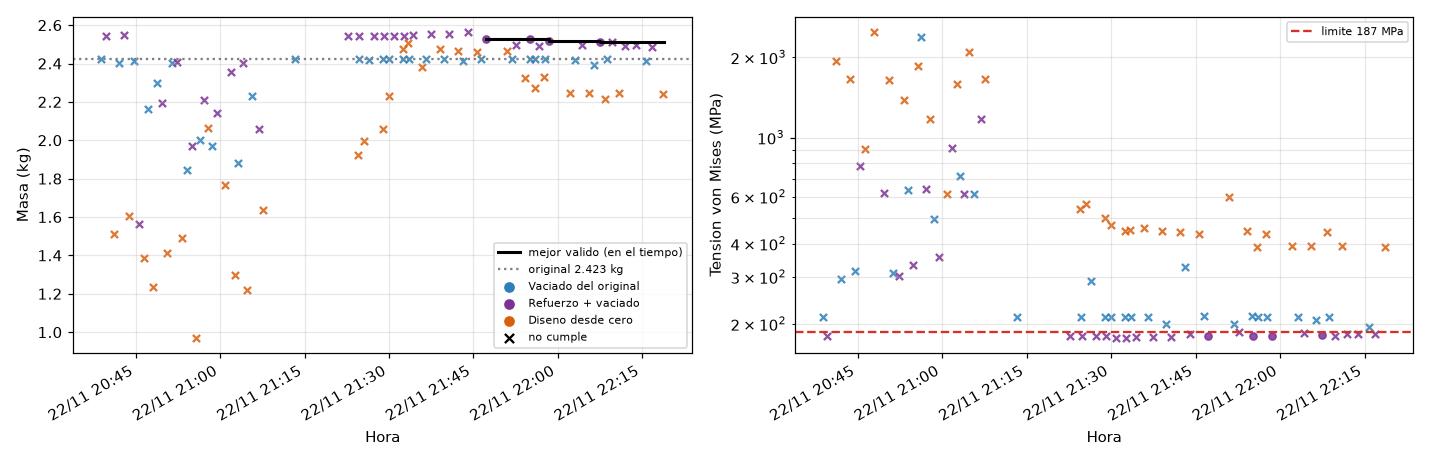 Masa (kg)
2.6
2.4
2.2
2.0
1.8
1.6
1.4
1.2
1.0
mejor valido (en el tiempo)
original 2.423 kg
Vaciado del original
Refuerzo + vaciado
Diseno desde cero
no cumple
22/11 20:45
22/11 21:00
22/11 21:15
22/11 21:30
22/11 21:45
22/11 22:00
22/11 22:15
Hora
Tension von Mises (MPa)
limite 187 MPa
2 × 10³
10³
6 × 10²
4 × 10²
3 × 10²
2 × 10²
22/11 20:45
22/11 21:00
22/11 21:15
22/11 21:30
22/11 21:45
22/11 22:00
22/11 22:15
Hora